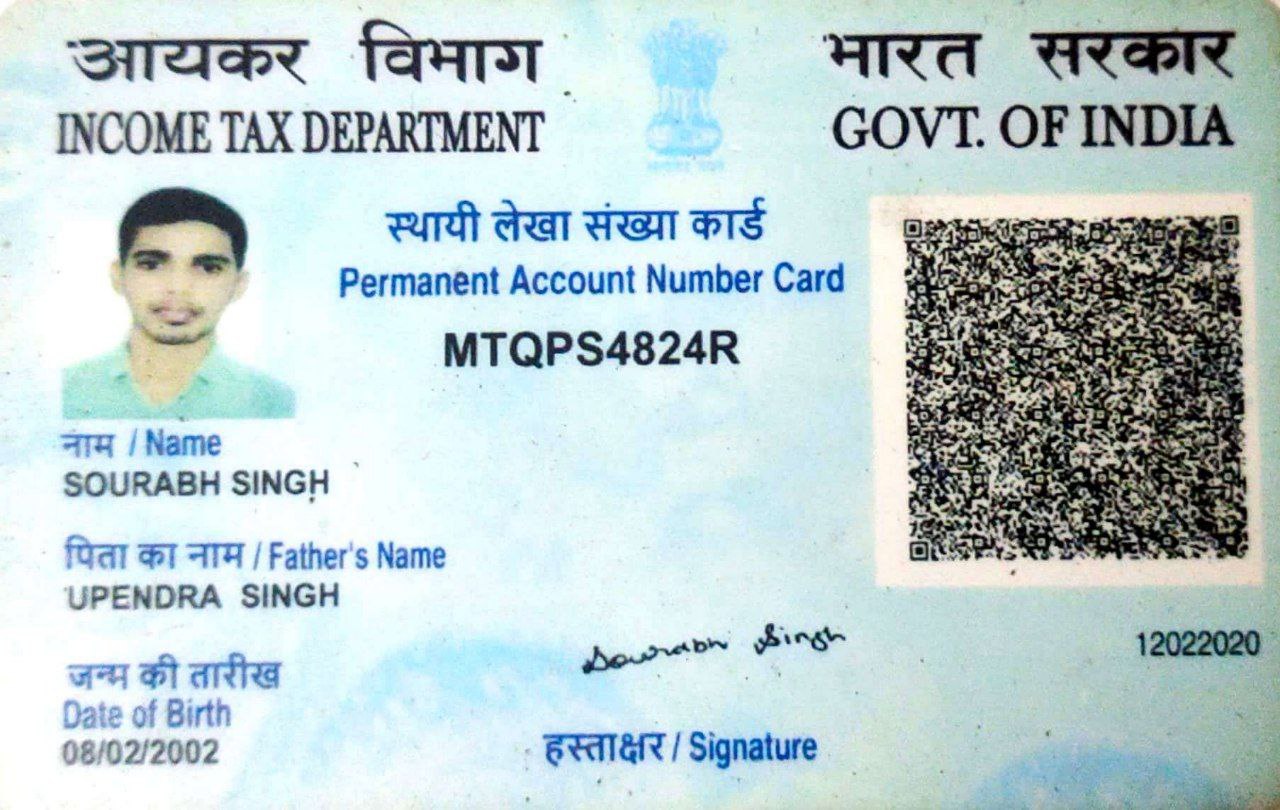 आयकर विभाग
INCOME TAX DEPARTMENT
भारत सरकार
GOVT. OF INDIA
स्थायी लेखा संख्या कार्ड
Permanent Account Number Card
MTQPS4824R
नाम / Name
SOURABH SINGH
पिता का नाम / Father's Name
UPENDRA SINGH
जन्म की तारीख
Date of Birth
08/02/2002
Sourabh Singh
हस्ताक्षर / Signature
12022020